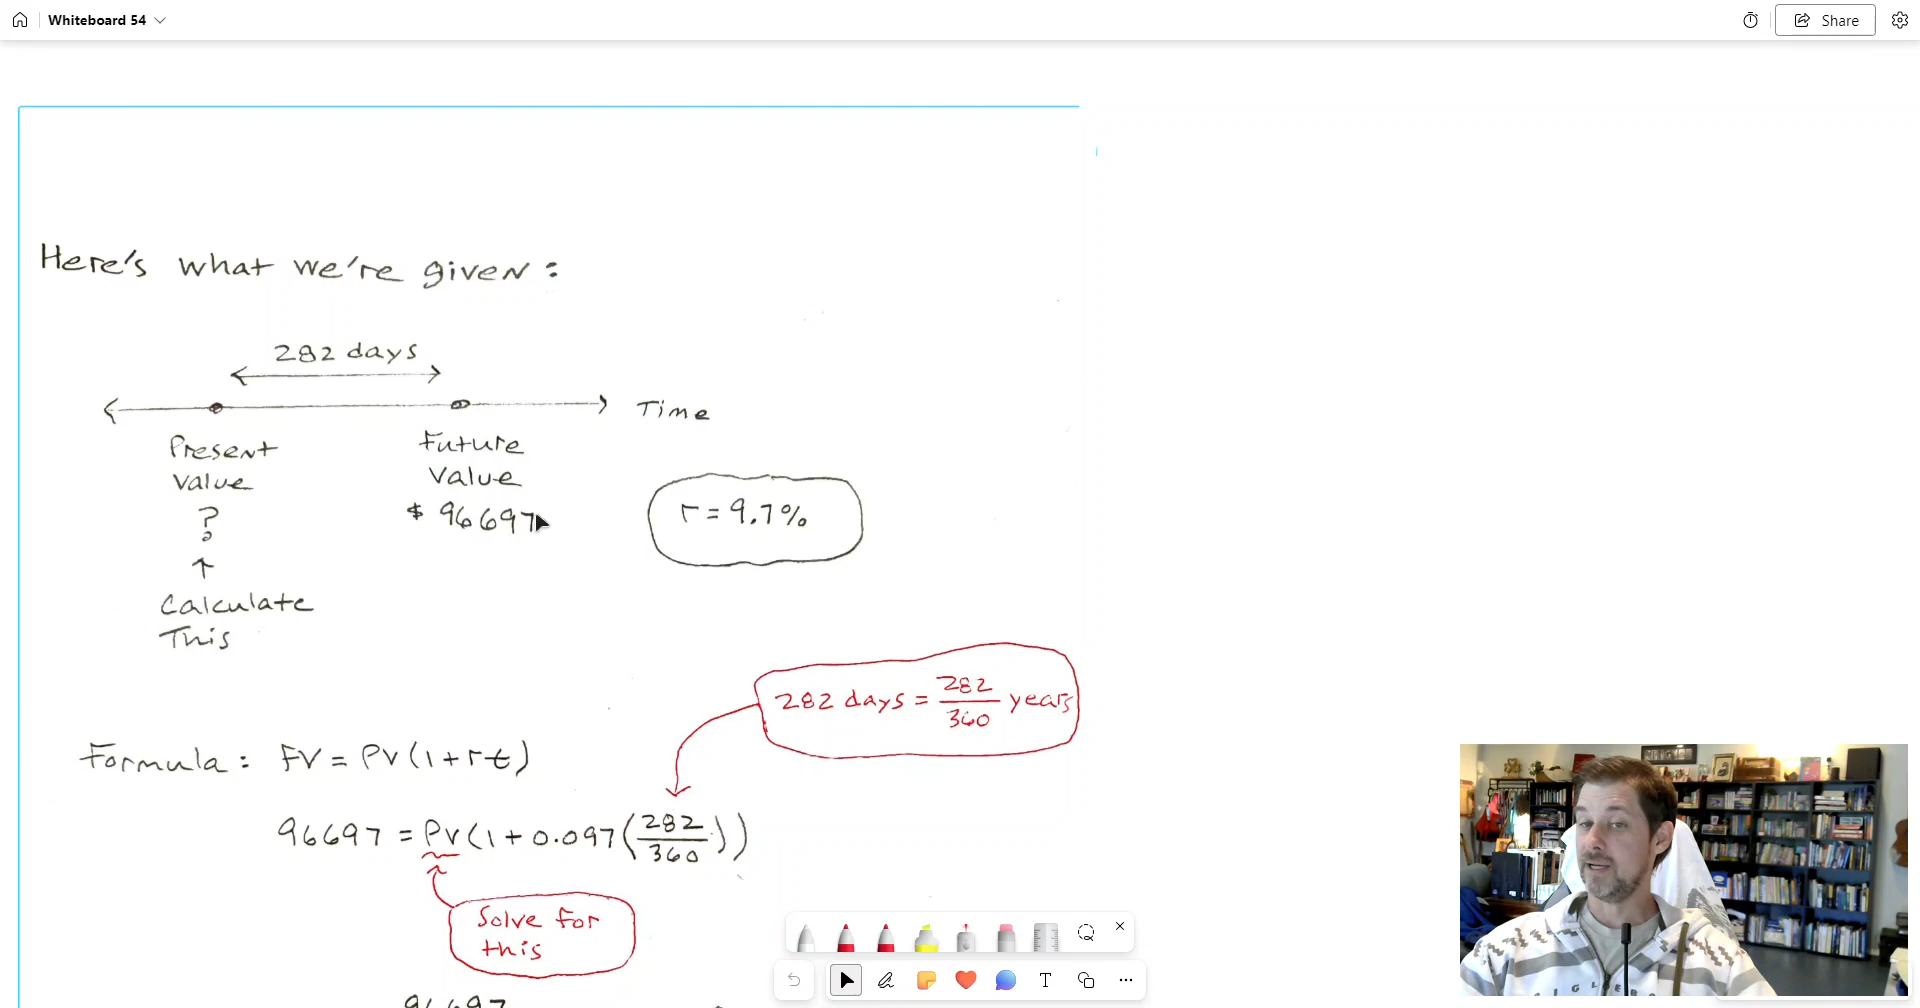 Whiteboard 54
Share
Here's what we're given :
282 days
Time
Present
Value
?
↑
Calculate
This
Future
Value
$ 96697
r = 9.7%
282 days = 282/360 years
Formula : FV = PV(1+rt)
96697 = PV(1 + 0.097(282/360))
Solve for
this
96697
T